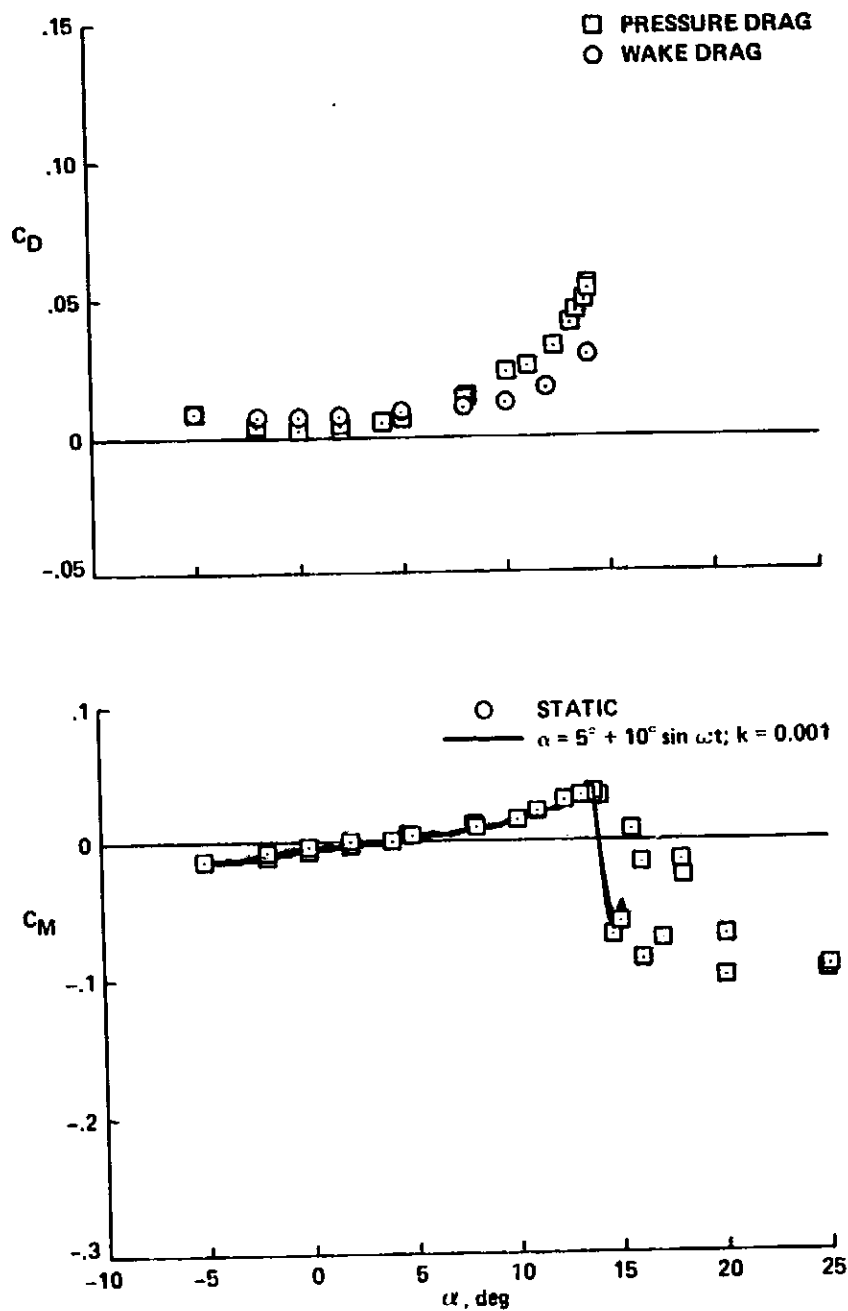 □ PRESSURE DRAG
○ WAKE DRAG
.15
.10
C_D
.05
0
-.05
.1
○ STATIC
α = 5° + 10° sin ωt; k = 0.001
0
C_M
-.1
-.2
-.3
-10 -5 0 5 10 15 20 25
α, deg